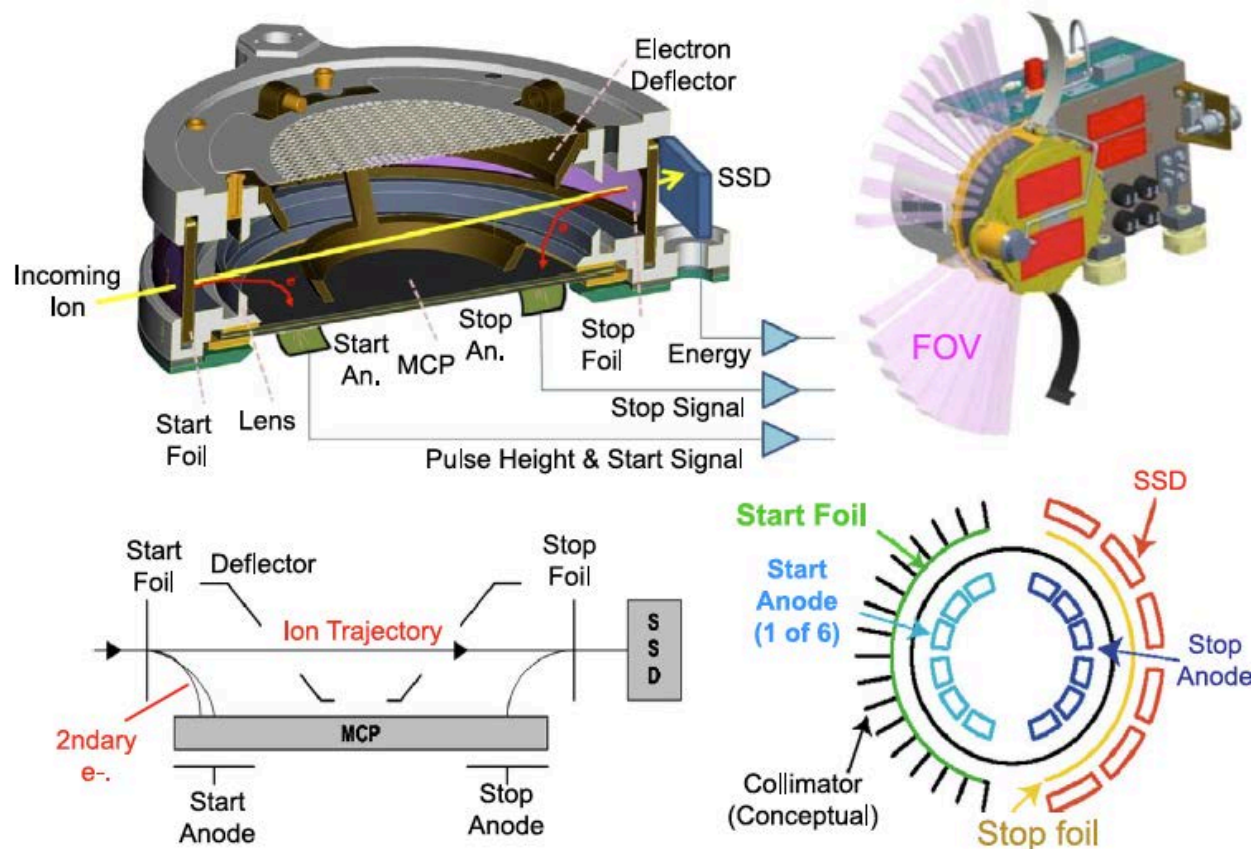 Electron
Deflector
SSD
Incoming
Ion
e-
Start
An.
MCP
Stop
An.
Stop
Foil
Energy
Start
Foil
Lens
Stop Signal
Pulse Height & Start Signal
FOV
Start
Foil
Deflector
Stop
Foil
Ion Trajectory
S
S
D
MCP
2ndary
e-.
Start
Anode
Stop
Anode
SSD
Start Foil
Start
Anode
(1 of 6)
Stop
Anode
Collimator
(Conceptual)
Stop foil